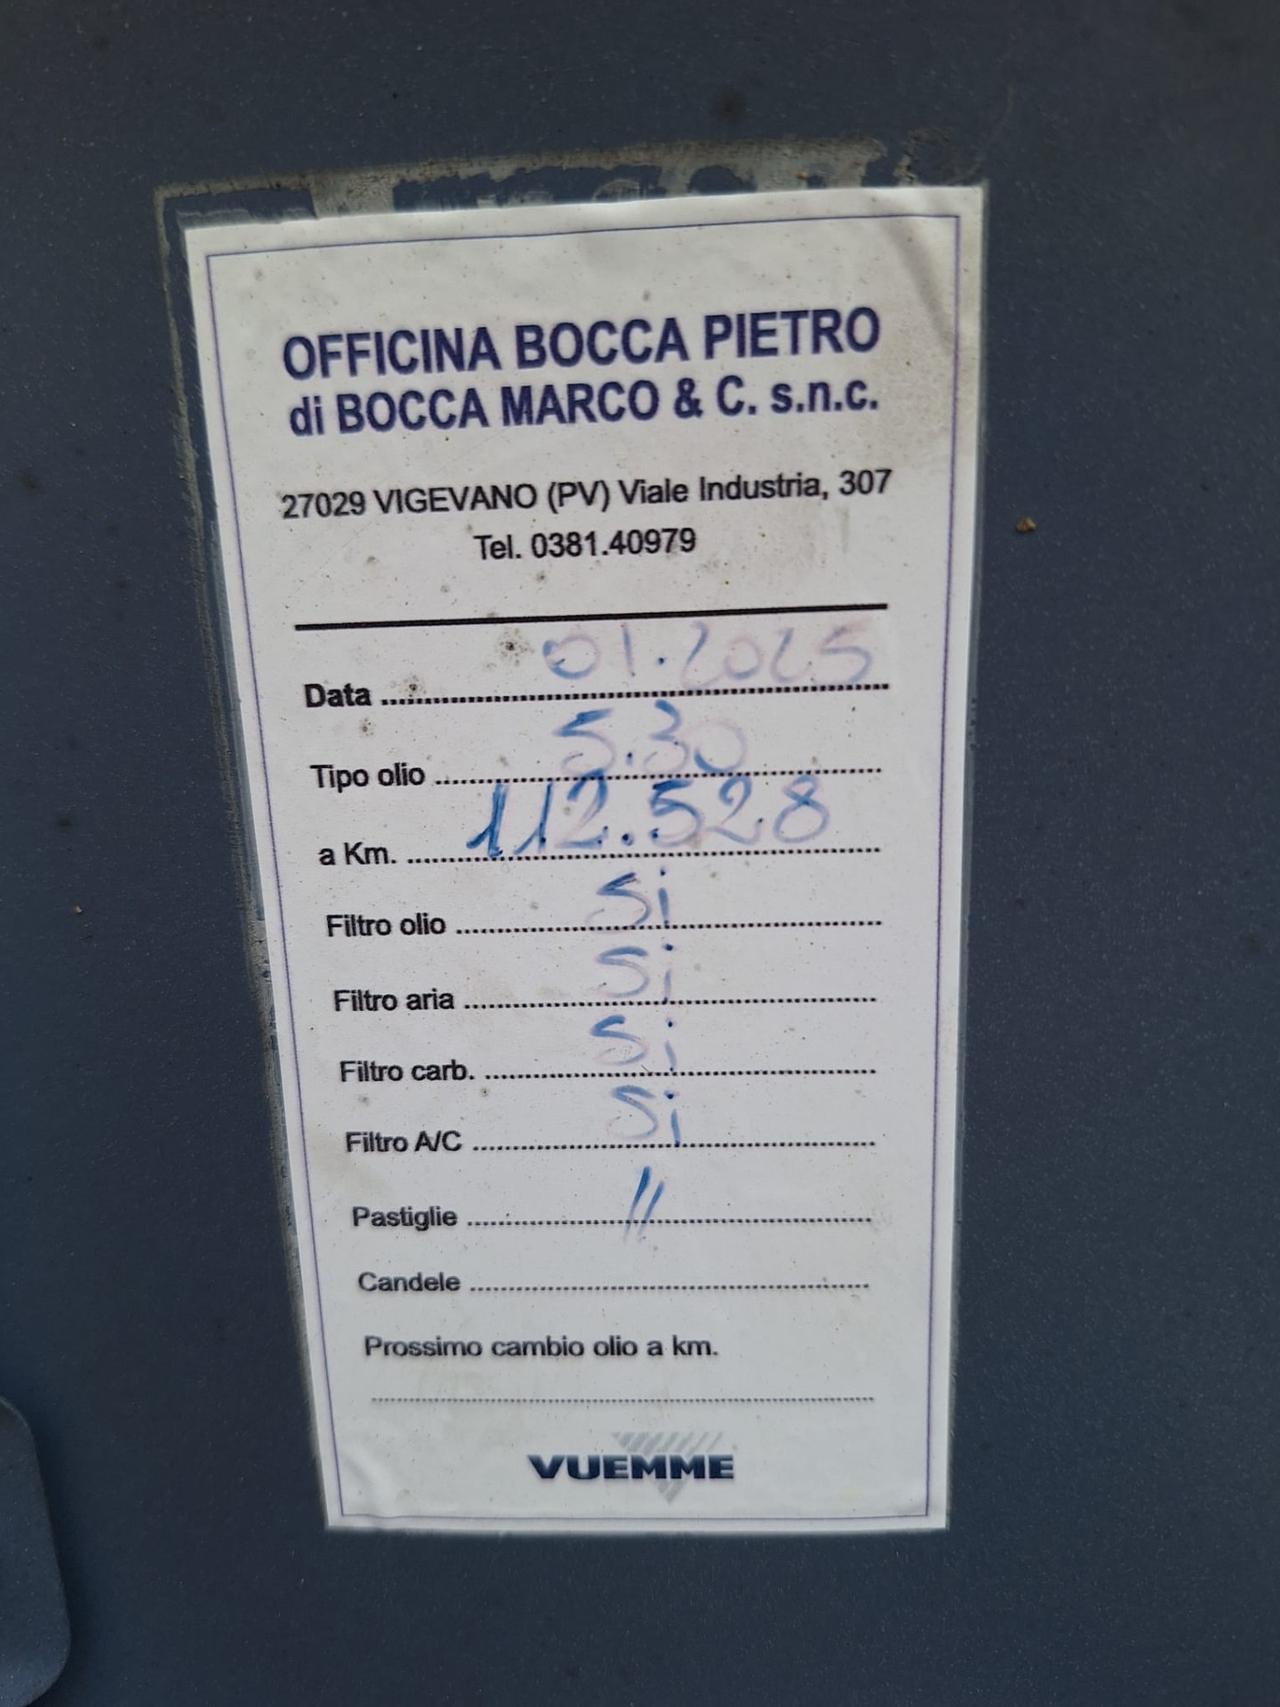 OFFICINA BOCCA PIETRO
di BOCCA MARCO & C. s.n.c.
27029 VIGEVANO (PV) Viale Industria, 307
Tel. 0381.40979
Data 01.2025
Tipo olio 5.30
a Km. 112.528
Filtro olio Si
Filtro aria Si
Filtro carb. Si
Filtro A/C Si
Pastiglie //
Candele
Prossimo cambio olio a km.
VUEMME